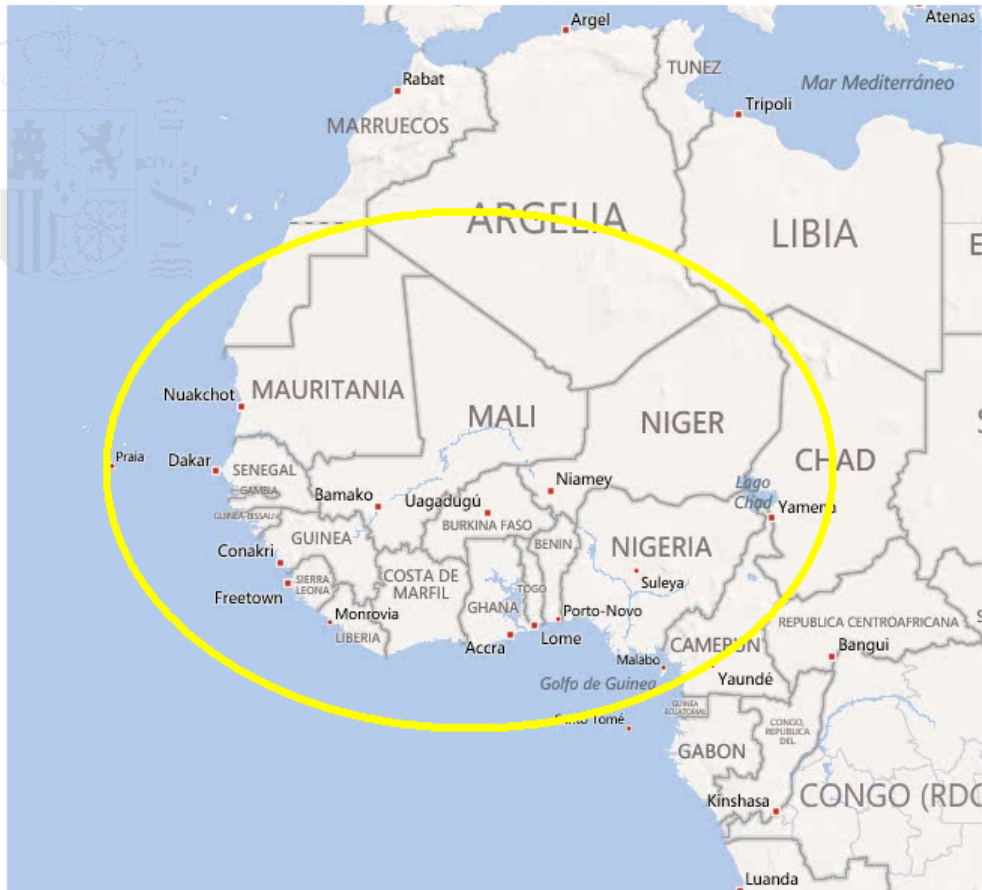 Argel
Atenas
TUNEZ
Rabat
Mar Mediterráneo
Trípoli
MARRUECOS
ARGELIA
LIBIA
E
MAURITANIA
Nuakchot
MALI
NIGER
Praia
Dakar
SENEGAL
CHAD
GAMBIA
Niamey
Lago
Chad
Bamako
Uagadugú
Yamena
GUINEA-BISSAU
BURKINA FASO
GUINEA
BENIN
NIGERIA
Conakri
COSTA DE
MARFIL
SIERRA
LEONA
Suleya
Freetown
TOGO
GHANA
Monrovia
Porto-Novo
REPUBLICA CENTROAFRICANA
LIBERIA
Accra
Lome
CAMERUN
Bangui
Malabo
Yaundé
Golfo de Guinea
GUINEA
ECUATORIAL
Santo Tomé
CONGO,
REPUBLICA
DEL
GABON
Kinshasa
CONGO (RDC
Luanda